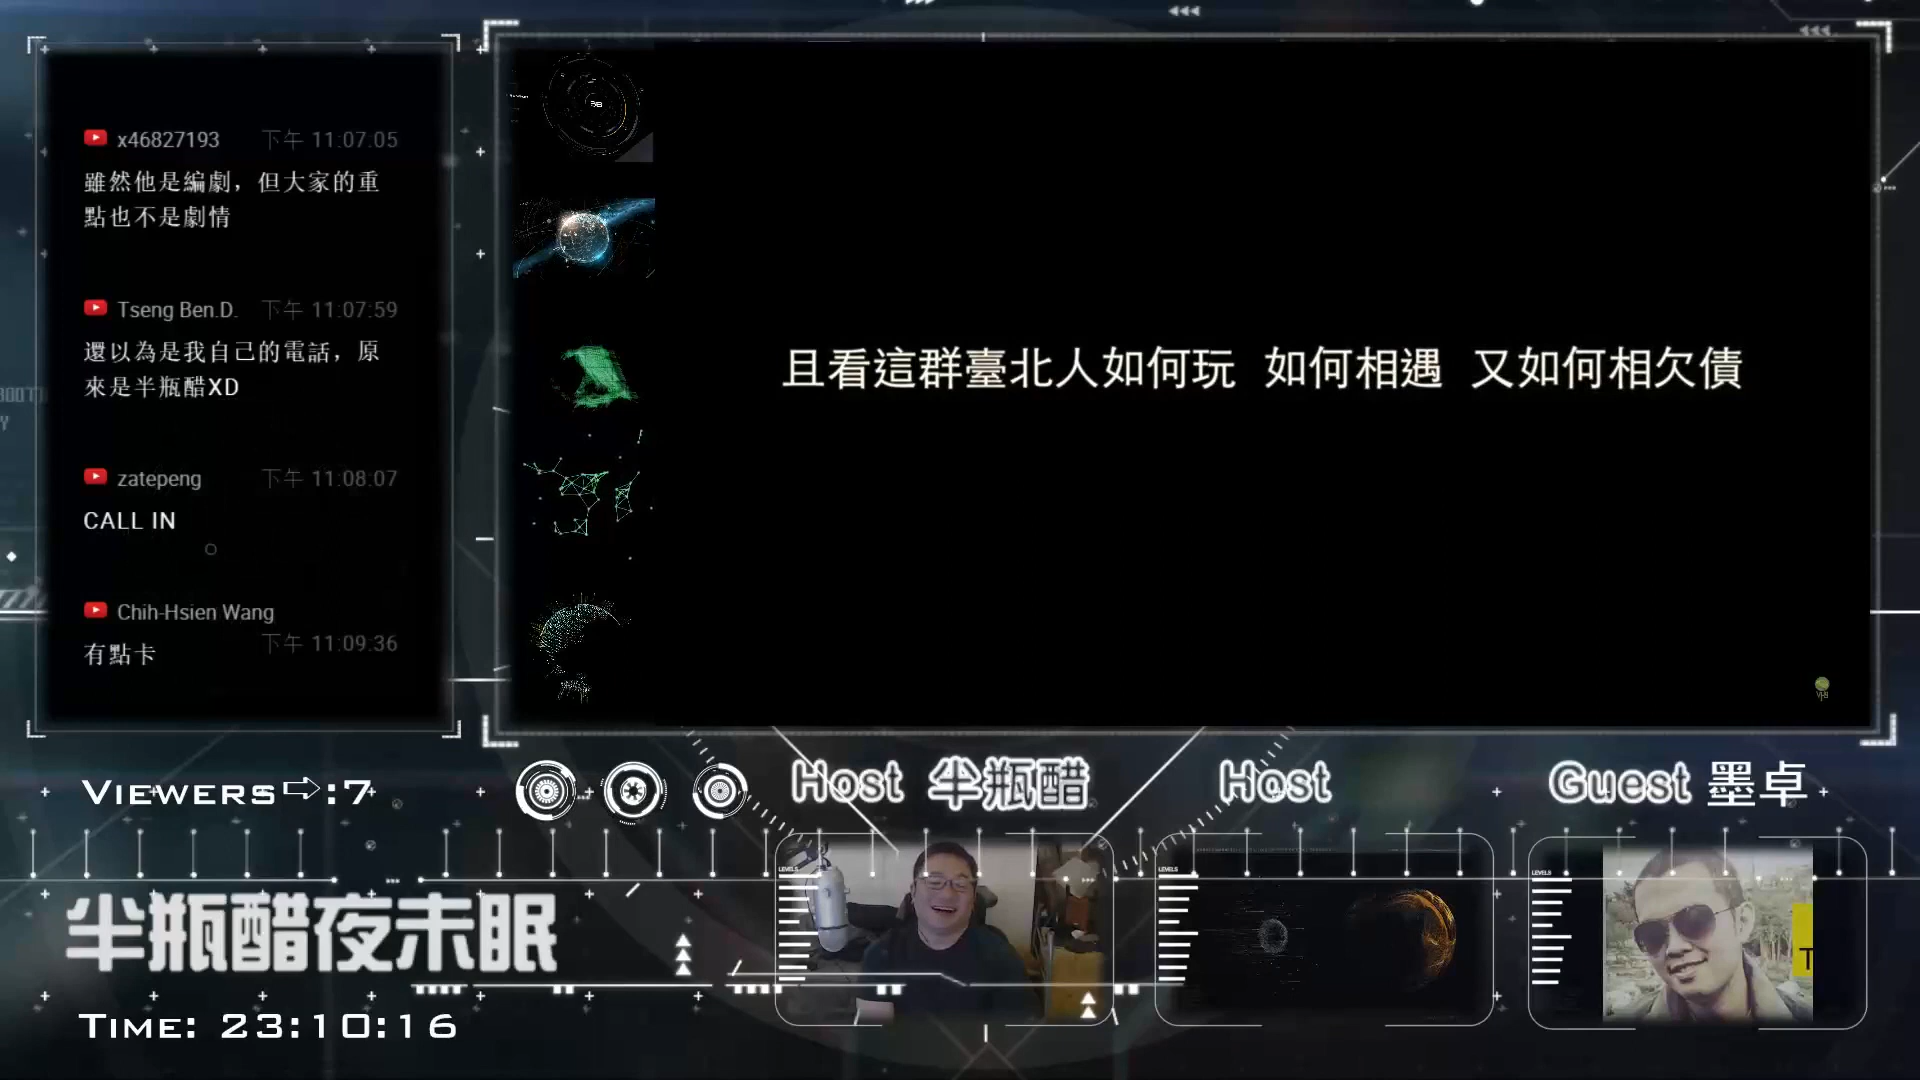 x46827193 下午 11:07:05
雖然他是編劇，但大家的重
點也不是劇情
Tseng Ben.D. 下午 11:07:59
還以為是我自己的電話，原
來是半瓶醋XD
zatepeng 下午 11:08:07
CALL IN
Chih-Hsien Wang
下午 11:09:36
有點卡
且看這群臺北人如何玩 如何相遇 又如何相欠債
Viewers➪:7
Host 半瓶醋
Host
Guest 墨卓
LEVELS
LEVELS
LEVELS
半瓶醋夜未眠
Time: 23:10:16